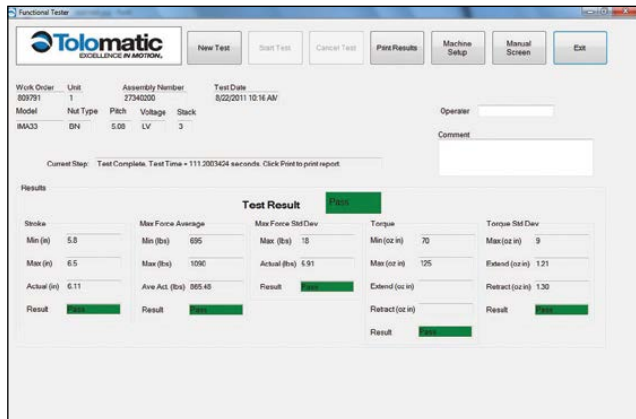 Functional Tester
Tolomatic
EXCELLENCE IN MOTION.
New Test
Start Test
Cancel Test
Print Results
Machine Setup
Manual Screen
Exit
Work Order Unit Assembly Number Test Date
809791 1 27340200 8/22/2011 10:16 AM
Model Nut Type Pitch Voltage Stack
IMA33 BN 5.08 LV 3
Operator
Comment
Current Step: Test Complete. Test Time = 111.2003424 seconds. Click Print to print report.
Results
Test Result Pass
Stroke
Min (in) 5.8
Max (in) 6.5
Actual (in) 6.11
Result Pass
Max Force Average
Min (lbs) 695
Max (lbs) 1090
Ave Act. (lbs) 865.48
Result Pass
Max Force Std Dev
Max (lbs) 18
Actual (lbs) 6.91
Result Pass
Torque
Min (oz in) 70
Max (oz in) 125
Extend (oz in)
Retract (oz in)
Result Pass
Torque Std Dev
Max (oz in) 9
Extend (oz in) 1.21
Retract (oz in) 1.30
Result Pass